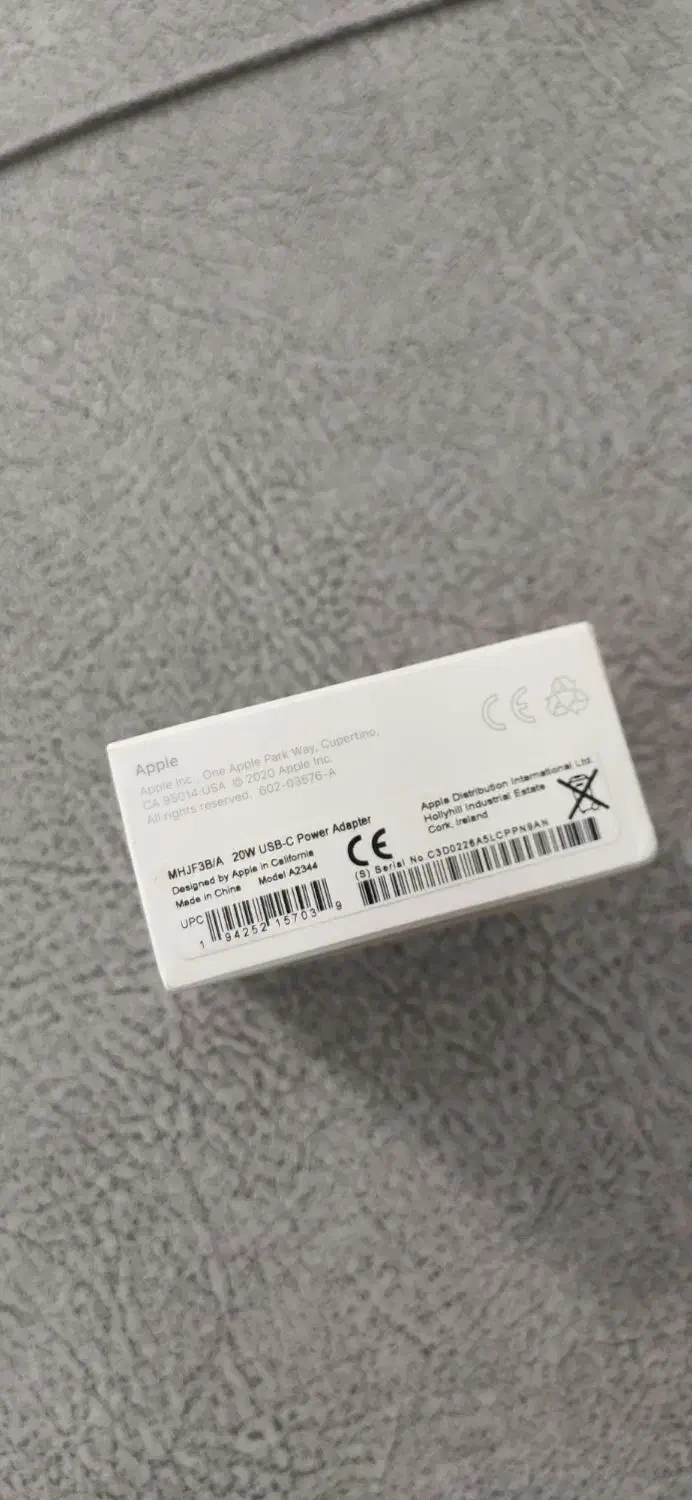 Apple
Apple Inc., One Apple Park Way, Cupertino,
CA 95014 USA © 2020 Apple Inc.
All rights reserved. 602-03576-A
MHJF3B/A 20W USB-C Power Adapter
Designed by Apple in California
Made in China Model A2344
CE
UPC
1 94252 15703 9
Apple Distribution International Ltd.
Hollyhill Industrial Estate
Cork, Ireland
CE
(S) Serial No.C3D0226A5LCPPN9AN